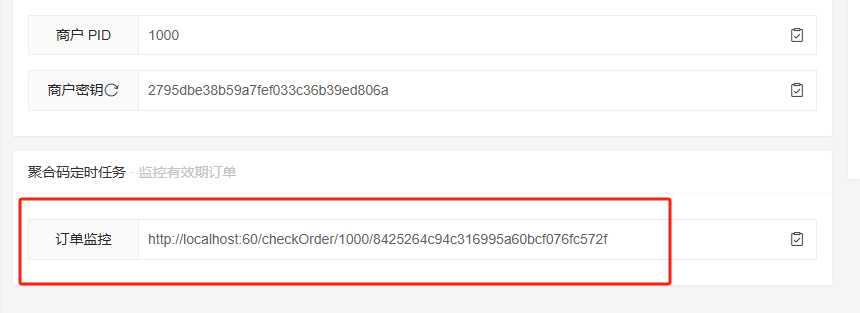 商户 PID 1000
商户密钥 2795dbe38b59a7fef033c36b39ed806a
聚合码定时任务 · 监控有效期订单
订单监控 http://localhost:60/checkOrder/1000/8425264c94c316995a60bcf076fc572f